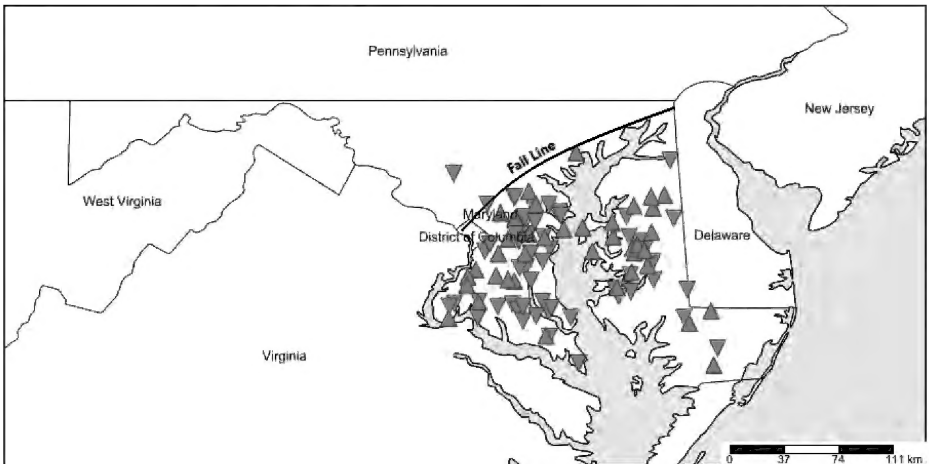 Pennsylvania
New Jersey
Fall Line
West Virginia
Maryland
District of Columbia
Delaware
Virginia
0 37 74 111 km